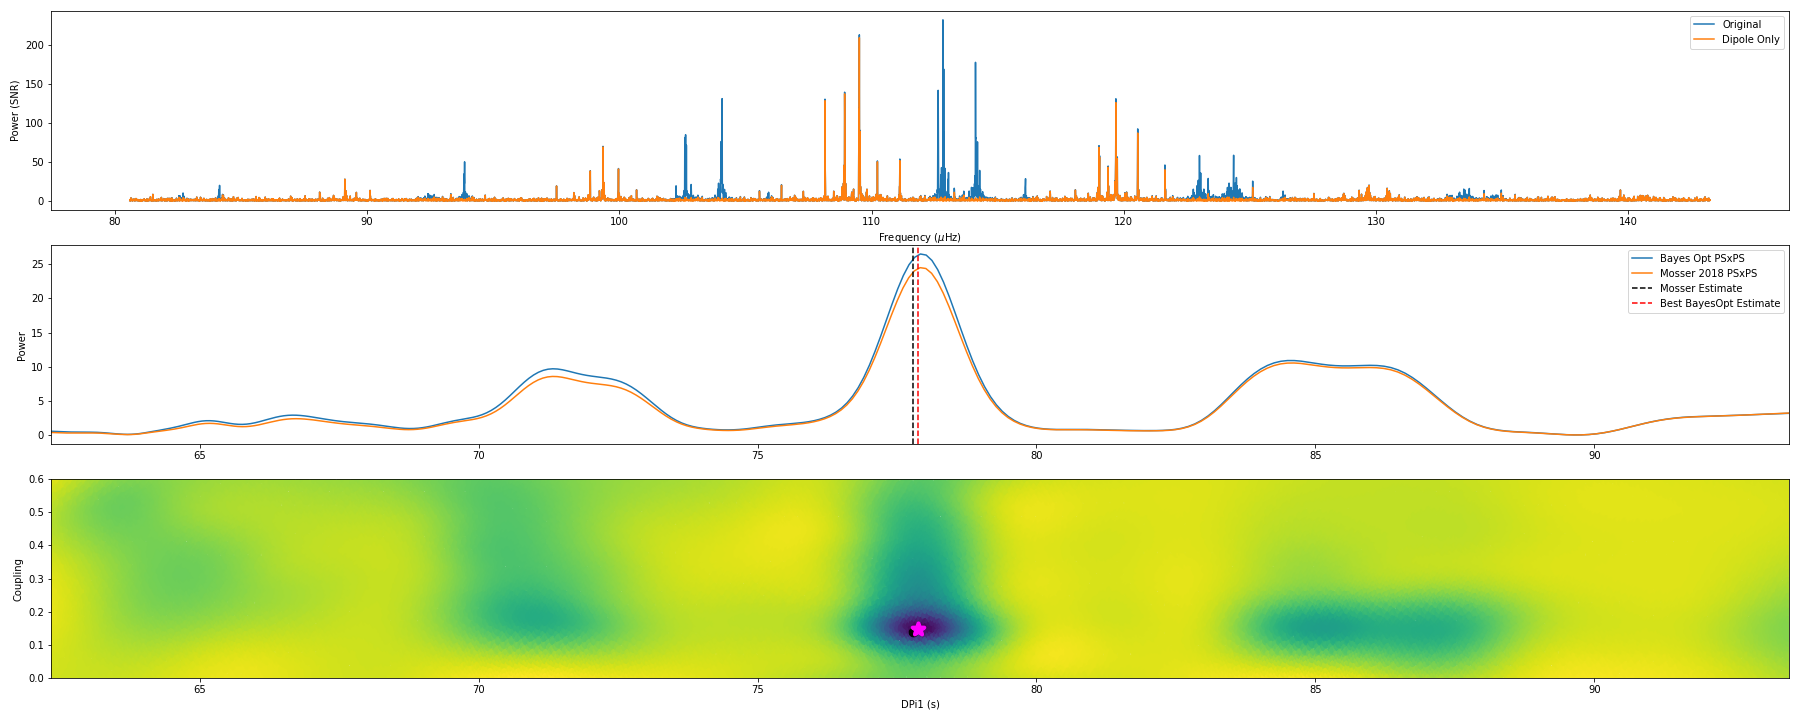 Power (SNR)
200
150
100
50
0
Original
Dipole Only
80 90 100 110 120 130 140
Frequency (μHz)
Power
25
20
15
10
5
0
Bayes Opt PSxPS
Mosser 2018 PSxPS
Mosser Estimate
Best BayesOpt Estimate
65 70 75 80 85 90
Coupling
0.6
0.5
0.4
0.3
0.2
0.1
0.0
65 70 75 80 85 90
DPi1 (s)